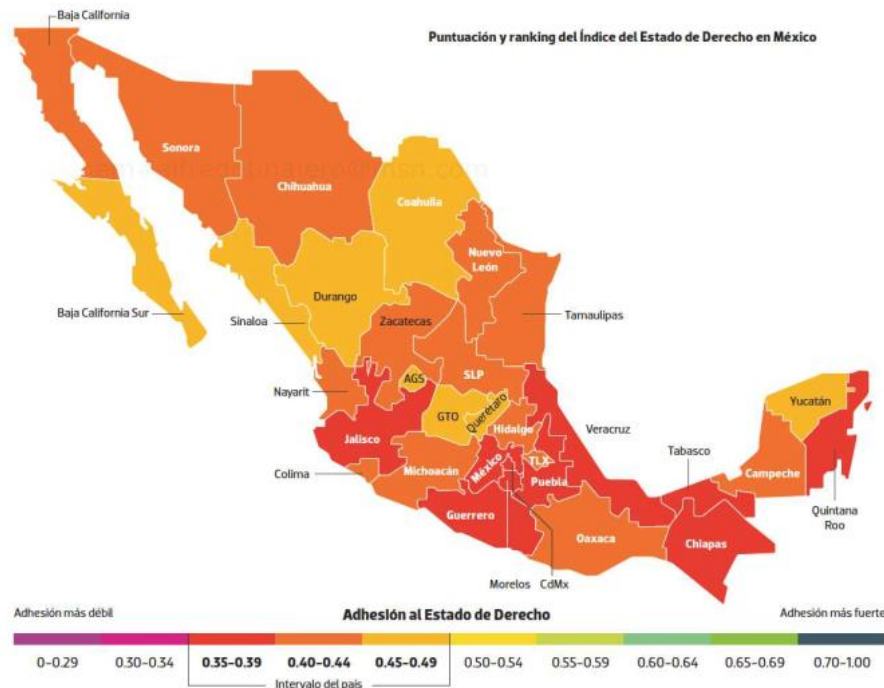 Baja California
Puntuación y ranking del Índice del Estado de Derecho en México
Sonora
Chihuahua
Coahuila
Nuevo
León
Durango
Baja California Sur
Sinaloa
Zacatecas
Tamaulipas
AGS
SLP
Nayarit
Yucatán
GTO
Querétaro
Hidalgo
Veracruz
Jalisco
Tabasco
Colima
Michoacán
México
TLX
Puebla
Campeche
Guerrero
Quintana
Roo
Oaxaca
Chiapas
Morelos
CdMx
Adhesión más débil
Adhesión al Estado de Derecho
Adhesión más fuerte
0–0.29 0.30–0.34 0.35–0.39 0.40–0.44 0.45–0.49 0.50–0.54 0.55–0.59 0.60–0.64 0.65–0.69 0.70–1.00
Intervalo del país